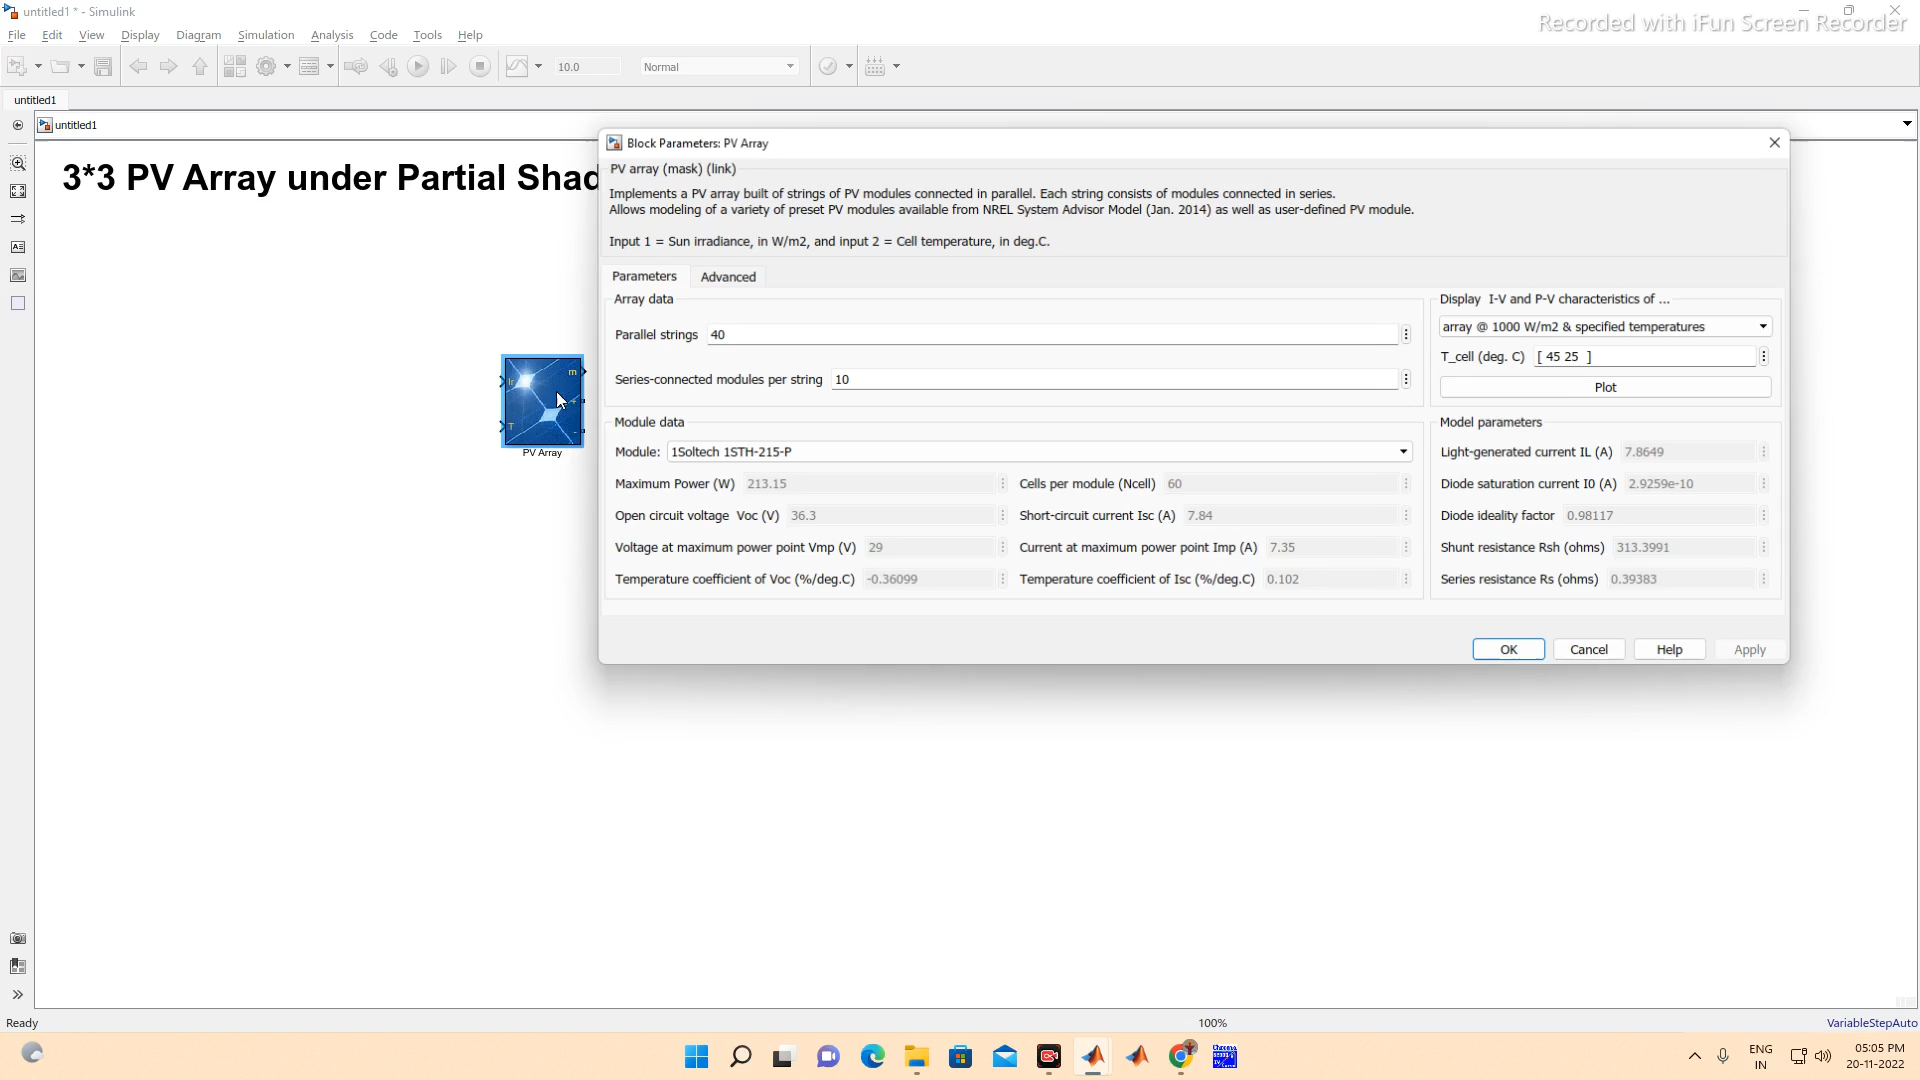 untitled1 * - Simulink
Recorded with iFun Screen Recorder
File Edit View Display Diagram Simulation Analysis Code Tools Help
10.0 Normal
untitled1
untitled1
3*3 PV Array under Partial Shad
Block Parameters: PV Array
PV array (mask) (link)
Implements a PV array built of strings of PV modules connected in parallel. Each string consists of modules connected in series.
Allows modeling of a variety of preset PV modules available from NREL System Advisor Model (Jan. 2014) as well as user-defined PV module.
Input 1 = Sun irradiance, in W/m2, and input 2 = Cell temperature, in deg.C.
Parameters Advanced
Array data
Parallel strings 40
Series-connected modules per string 10
Display I-V and P-V characteristics of ...
array @ 1000 W/m2 & specified temperatures
T_cell (deg. C) [ 45 25 ]
Plot
Module data
Module: 1Soltech 1STH-215-P
Maximum Power (W) 213.15 Cells per module (Ncell) 60
Open circuit voltage Voc (V) 36.3 Short-circuit current Isc (A) 7.84
Voltage at maximum power point Vmp (V) 29 Current at maximum power point Imp (A) 7.35
Temperature coefficient of Voc (%/deg.C) -0.36099 Temperature coefficient of Isc (%/deg.C) 0.102
Model parameters
Light-generated current IL (A) 7.8649
Diode saturation current I0 (A) 2.9259e-10
Diode ideality factor 0.98117
Shunt resistance Rsh (ohms) 313.3991
Series resistance Rs (ohms) 0.39383
OK Cancel Help Apply
Ir m
+
T -
PV Array
Ready 100% VariableStepAuto
ENG
IN
05:05 PM
20-11-2022